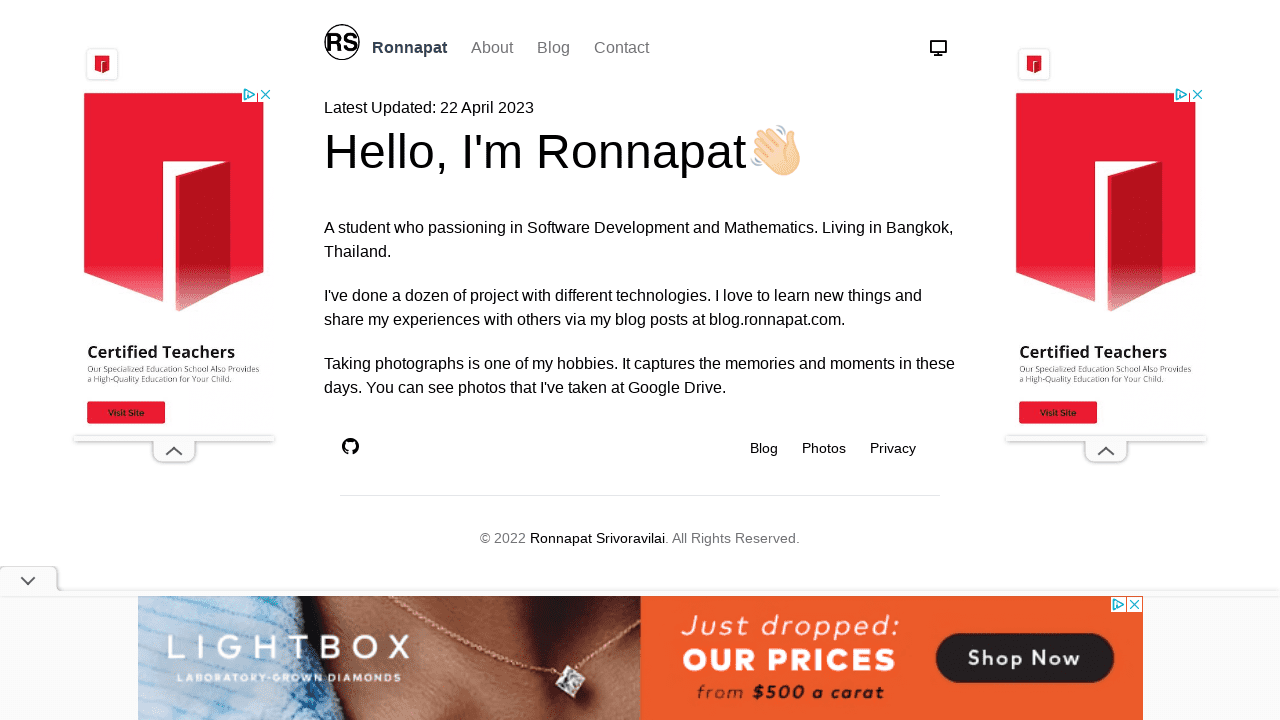 RS Ronnapat About Blog Contact
Latest Updated: 22 April 2023
Hello, I'm Ronnapat
A student who passioning in Software Development and Mathematics. Living in Bangkok,
Thailand.
I've done a dozen of project with different technologies. I love to learn new things and
share my experiences with others via my blog posts at blog.ronnapat.com.
Taking photographs is one of my hobbies. It captures the memories and moments in these
days. You can see photos that I've taken at Google Drive.
Blog Photos Privacy
© 2022 Ronnapat Srivoravilai. All Rights Reserved.
Certified Teachers
Our Specialized Education School Also Provides
a High-Quality Education for Your Child.
Visit Site
Certified Teachers
Our Specialized Education School Also Provides
a High-Quality Education for Your Child.
Visit Site
LIGHTBOX
LABORATORY-GROWN DIAMONDS
Just dropped:
OUR PRICES
from $500 a carat
Shop Now